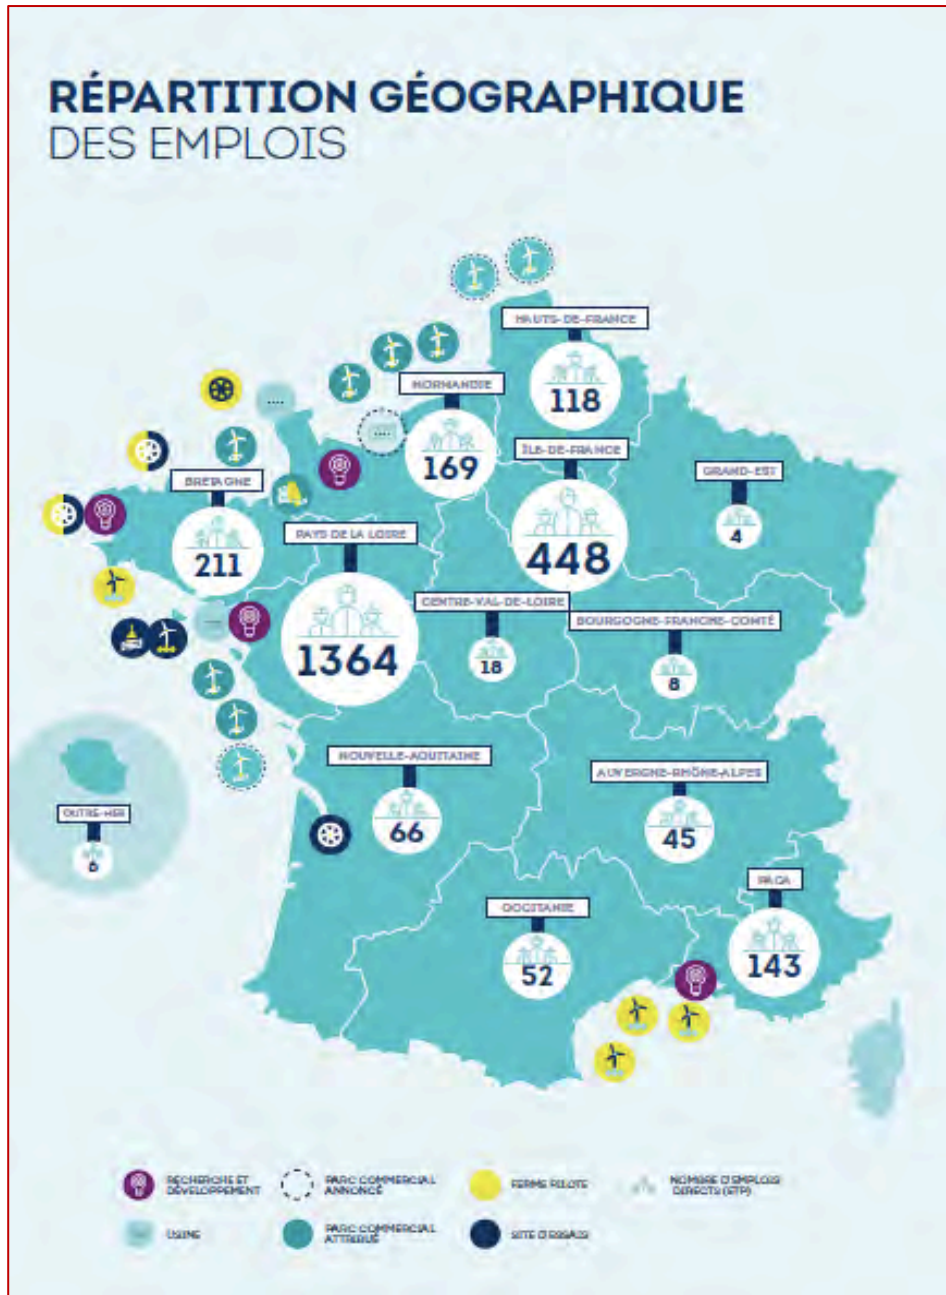 RÉPARTITION GÉOGRAPHIQUE
DES EMPLOIS
HAUTS-DE-FRANCE
118
NORMANDIE
169
ÎLE-DE-FRANCE
448
GRAND-EST
4
BRETAGNE
211
PAYS DE LA LOIRE
1364
CENTRE-VAL-DE-LOIRE
18
BOURGOGNE-FRANCHE-COMTÉ
8
NOUVELLE-AQUITAINE
66
AUVERGNE-RHÔNE-ALPES
45
OUTRE-MER
OCCITANIE
52
PACA
143
RECHERCHE ET
DÉVELOPPEMENT
PARC COMMERCIAL
ANNONCÉ
FERME PILOTE
NOMBRE D'EMPLOIS
DIRECTS (ETP)
USINE
PARC COMMERCIAL
ATTRIBUÉ
SITE D'ESSAIS